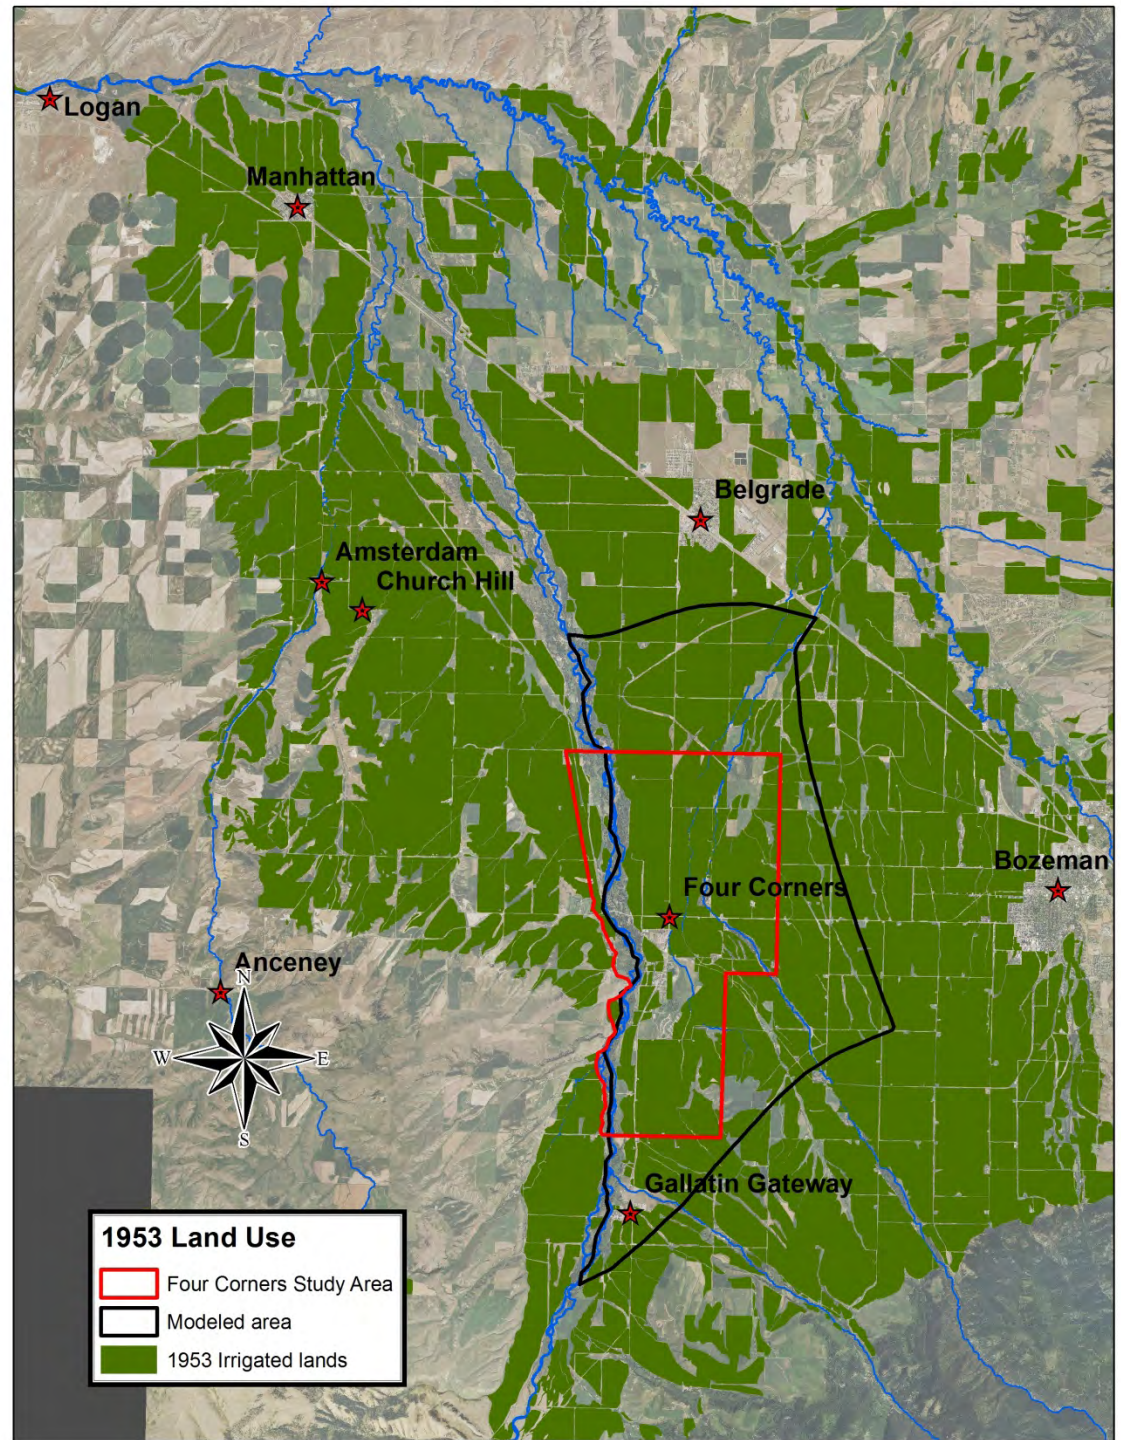 Logan
Manhattan
Belgrade
Amsterdam
Church Hill
Four Corners
Bozeman
Anceney
N
W
E
S
Gallatin Gateway
1953 Land Use
Four Corners Study Area
Modeled area
1953 Irrigated lands